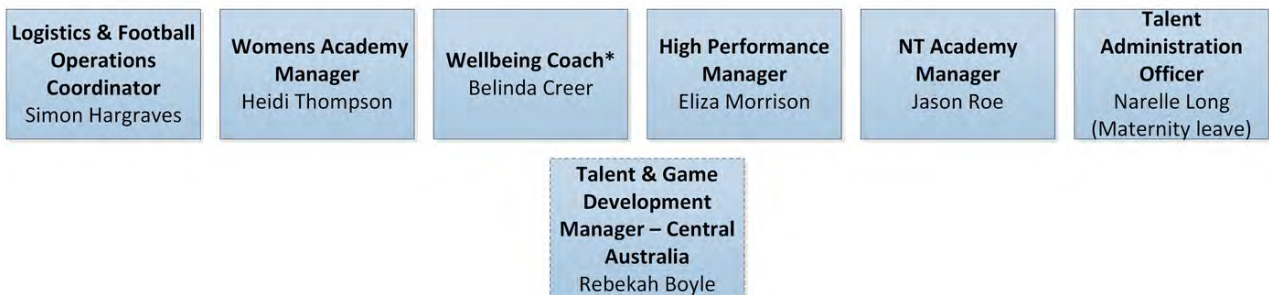 Logistics & Football
Operations
Coordinator
Simon Hargraves
Womens Academy
Manager
Heidi Thompson
Wellbeing Coach*
Belinda Creer
High Performance
Manager
Eliza Morrison
NT Academy
Manager
Jason Roe
Talent
Administration
Officer
Narelle Long
(Maternity leave)
Talent & Game
Development
Manager – Central
Australia
Rebekah Boyle